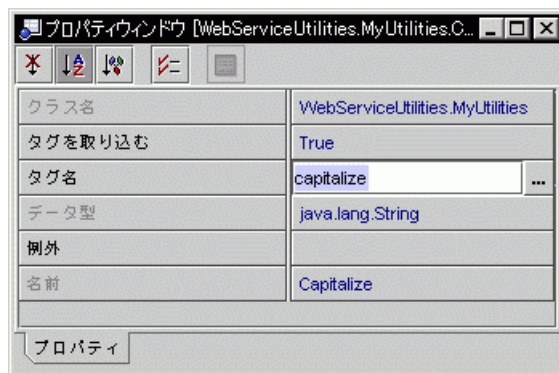 プロパティウィンドウ [WebServiceUtilities.MyUtilities.C...
クラス名 WebServiceUtilities.MyUtilities
タグを取り込む True
タグ名 capitalize ...
データ型 java.lang.String
例外
名前 Capitalize
プロパティ